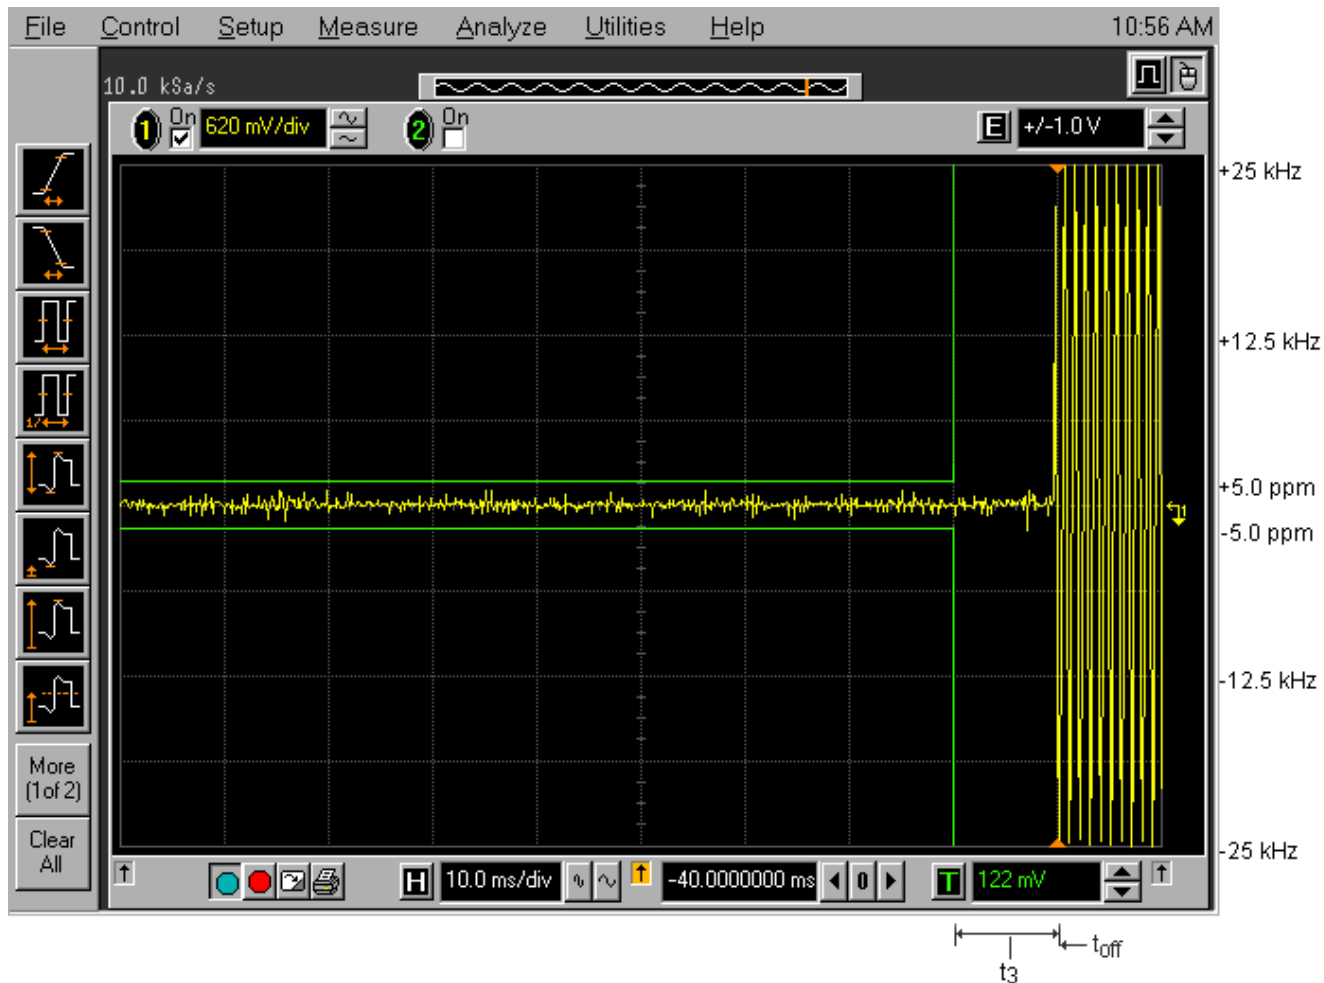 File Control Setup Measure Analyze Utilities Help 10:56 AM
10.0 kSa/s
1 On 620 mV/div 2 On E +/-1.0 V
+25 kHz
+12.5 kHz
1/
+5.0 ppm
-5.0 ppm
1
-12.5 kHz
More
(1of 2)
Clear
All
-25 kHz
H 10.0 ms/div -40.0000000 ms 0 T 122 mV
toff
t3